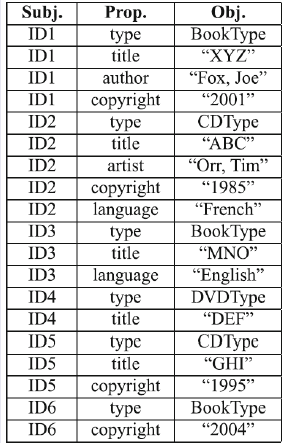 Subj. Prop. Obj.
ID1 type BookType
ID1 title “XYZ”
ID1 author “Fox, Joe”
ID1 copyright “2001”
ID2 type CDType
ID2 title “ABC”
ID2 artist “Orr, Tim”
ID2 copyright “1985”
ID2 language “French”
ID3 type BookType
ID3 title “MNO”
ID3 language “English”
ID4 type DVDType
ID4 title “DEF”
ID5 type CDType
ID5 title “GHI”
ID5 copyright “1995”
ID6 type BookType
ID6 copyright “2004”